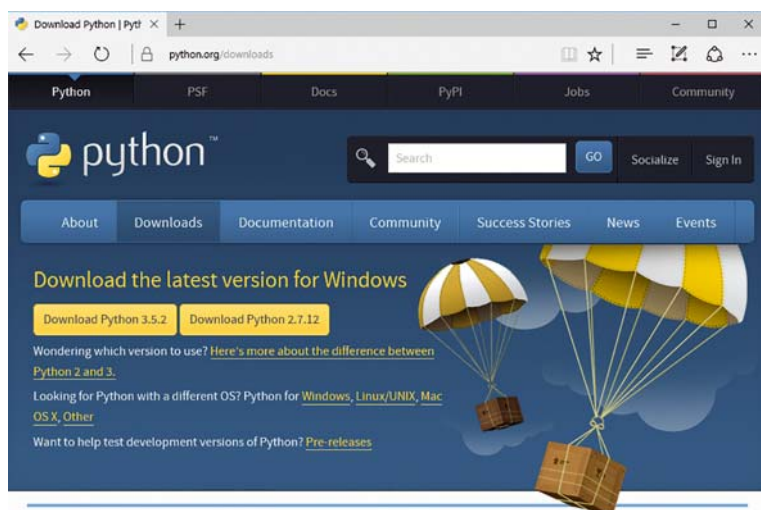 Download Python | Pyth
python.org/downloads
Python PSF Docs PyPI Jobs Community
python™
Search GO Socialize Sign In
About Downloads Documentation Community Success Stories News Events
Download the latest version for Windows
Download Python 3.5.2 Download Python 2.7.12
Wondering which version to use? Here's more about the difference between
Python 2 and 3.
Looking for Python with a different OS? Python for Windows, Linux/UNIX, Mac
OS X, Other
Want to help test development versions of Python? Pre-releases